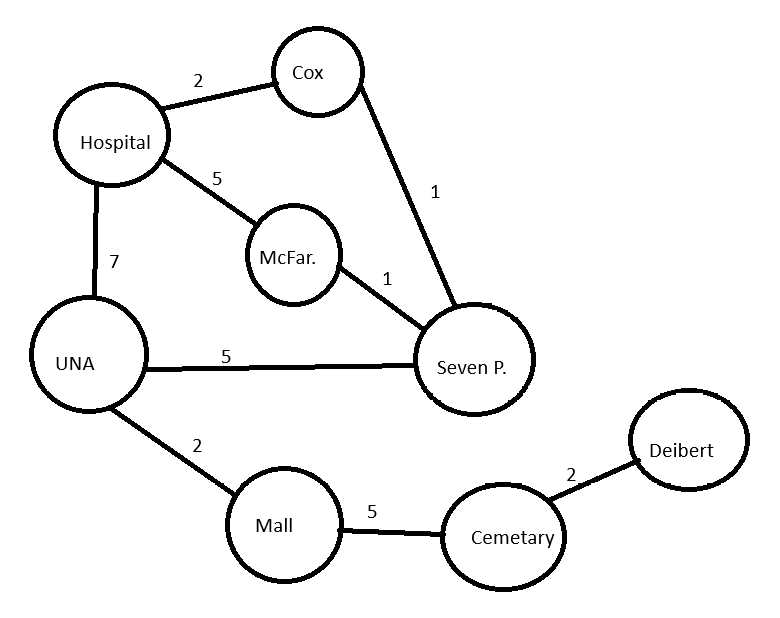 Cox
2
Hospital
5
1
McFar.
7
1
UNA
5
Seven P.
2
Deibert
2
Mall
5
Cemetary